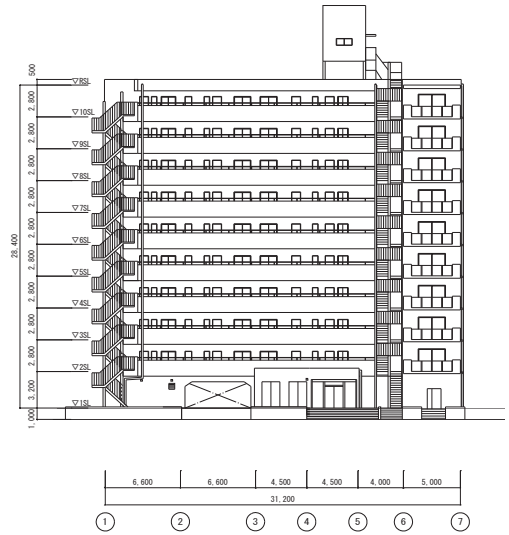 500
▽RSL
2,800
▽10SL
2,800
▽9SL
2,800
▽8SL
2,800
▽7SL
2,800
▽6SL
28,400
2,800
▽5SL
2,800
▽4SL
2,800
▽3SL
2,800
▽2SL
3,200
▽1SL
1,000
6,600 6,600 4,500 4,500 4,000 5,000
31,200
1 2 3 4 5 6 7